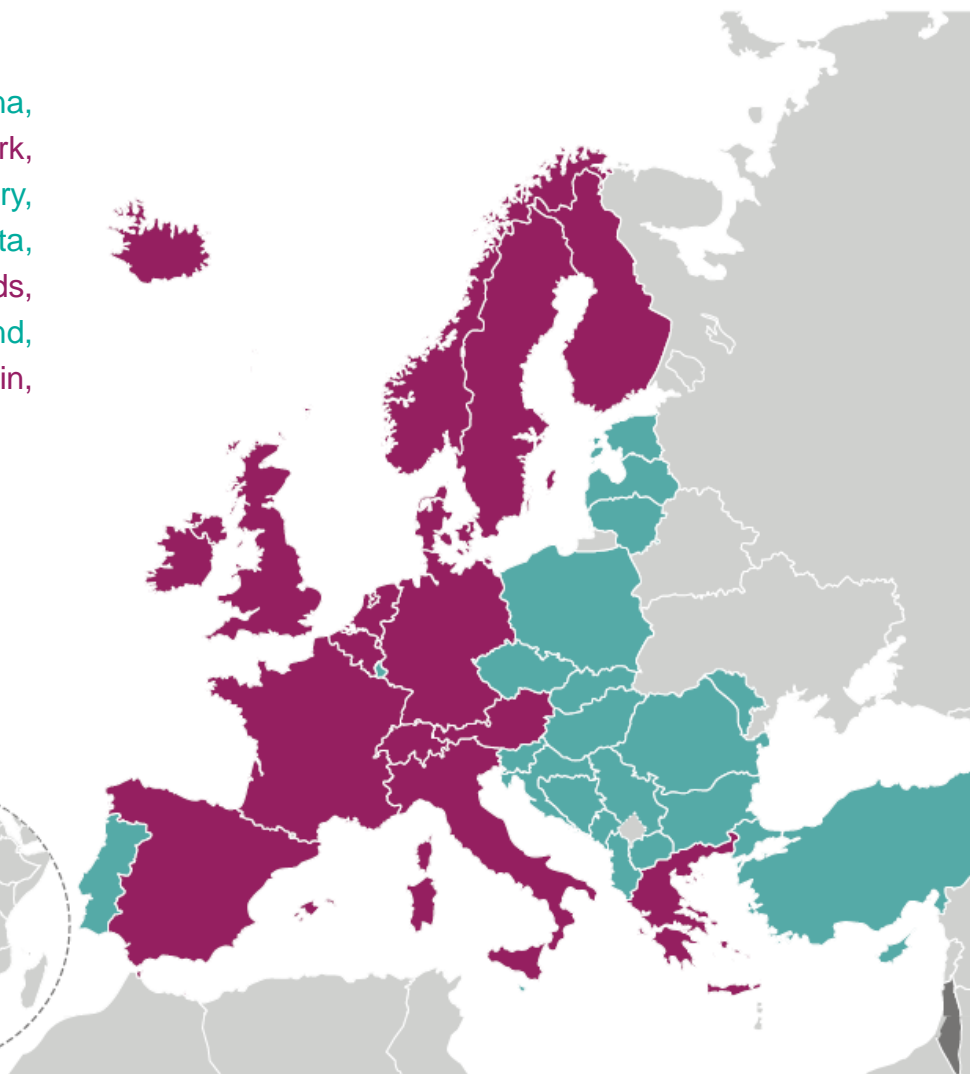 na,
rk,
ry,
ta,
ds,
nd,
in,